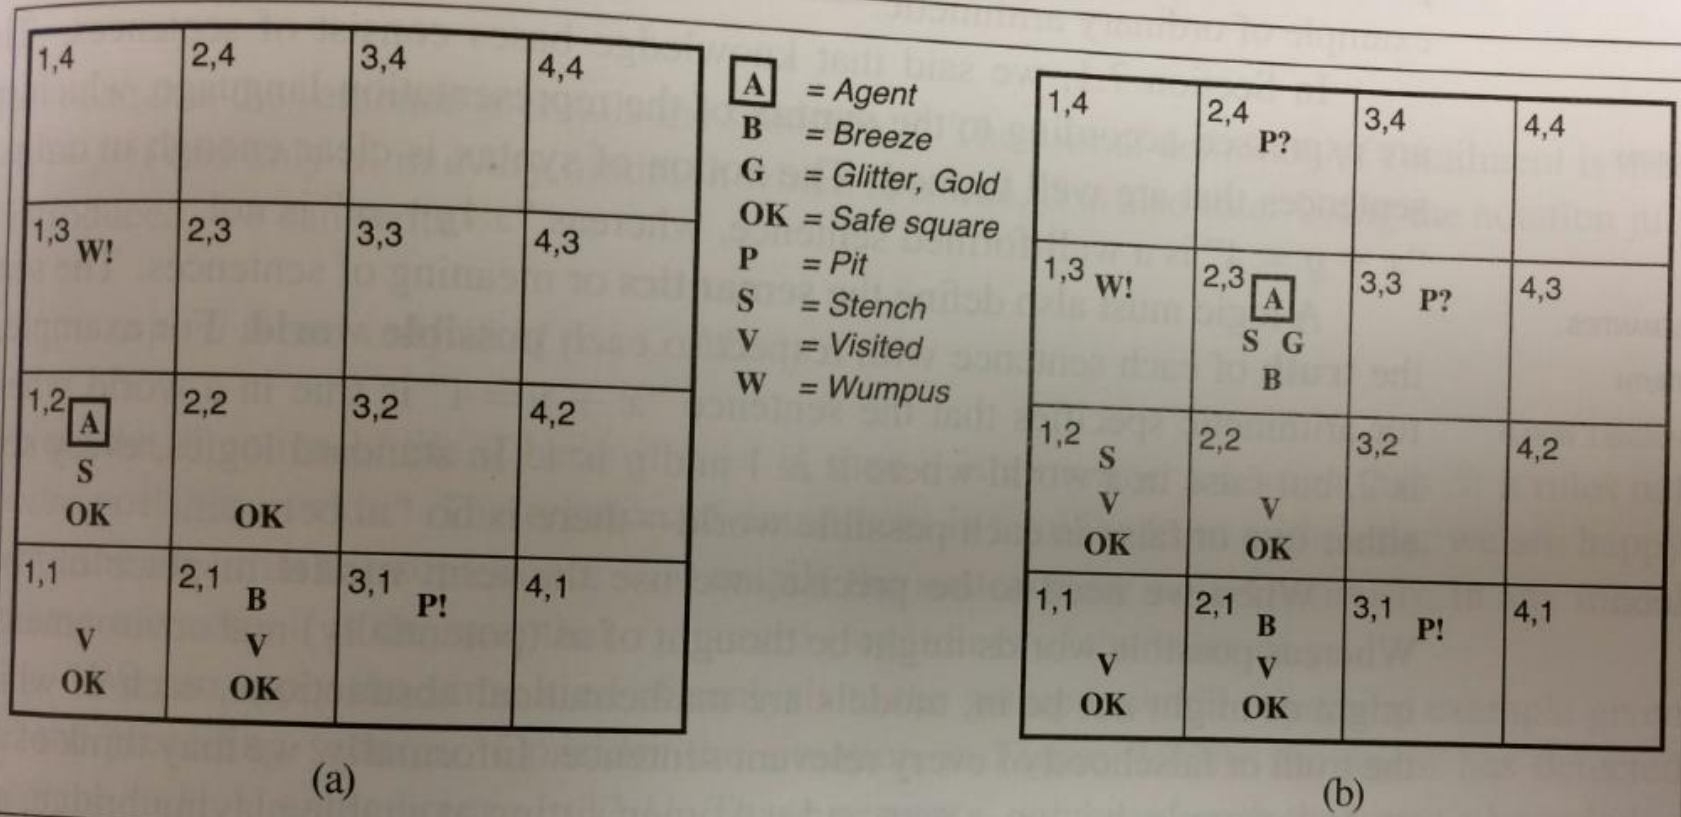 1,4 2,4 3,4 4,4
1,3 W! 2,3 3,3 4,3
1,2 A 2,2 3,2 4,2
S
OK OK
1,1 2,1 B 3,1 P! 4,1
V V
OK OK
(a)
A = Agent
B = Breeze
G = Glitter, Gold
OK = Safe square
P = Pit
S = Stench
V = Visited
W = Wumpus
1,4 2,4 P? 3,4 4,4
1,3 W! 2,3 A 3,3 P? 4,3
S G
B
1,2 S 2,2 3,2 4,2
V V
OK OK
1,1 2,1 B 3,1 P! 4,1
V V
OK OK
(b)